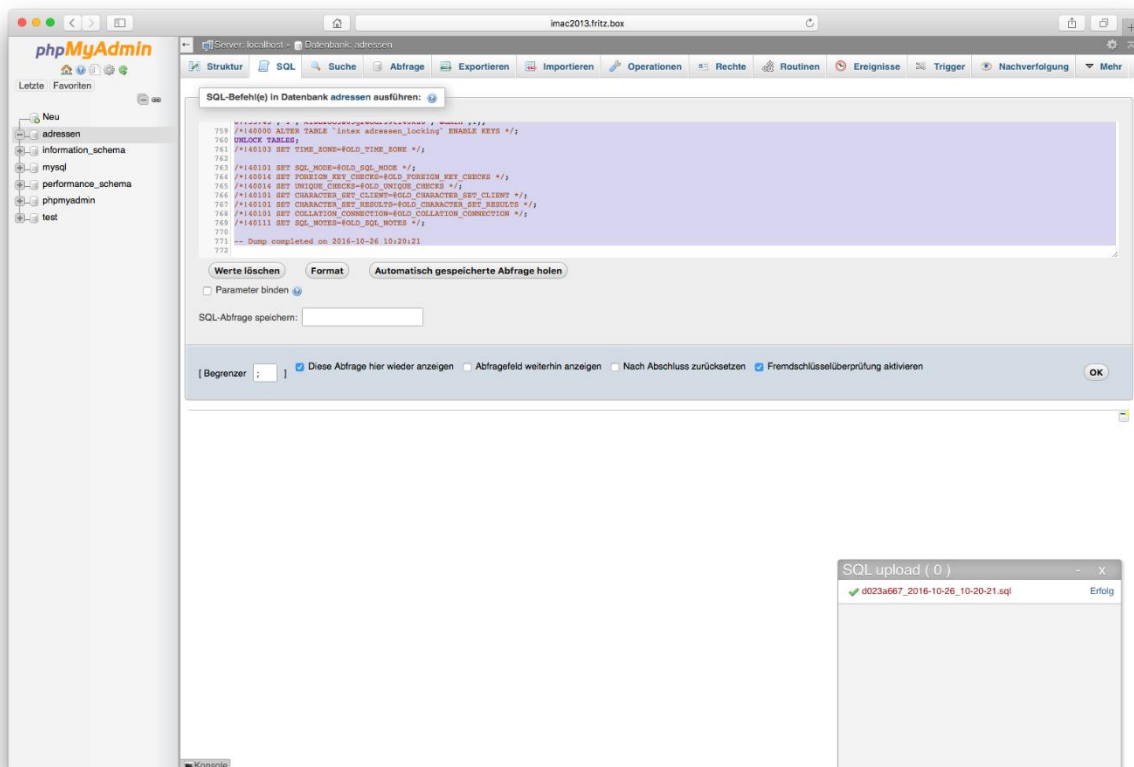 imac2013.fritz.box
phpMyAdmin
Letzte Favoriten
Neu
adressen
information_schema
mysql
performance_schema
phpmyadmin
test
Server: localhost » Datenbank: adressen
Struktur SQL Suche Abfrage Exportieren Importieren Operationen Rechte Routinen Ereignisse Trigger Nachverfolgung Mehr
SQL-Befehl(e) in Datenbank adressen ausführen:
759 /*!40000 ALTER TABLE `intex_adressen_locking` ENABLE KEYS */;
760 UNLOCK TABLES;
761 /*!40103 SET TIME_ZONE=@OLD_TIME_ZONE */;
762
763 /*!40101 SET SQL_MODE=@OLD_SQL_MODE */;
764 /*!40014 SET FOREIGN_KEY_CHECKS=@OLD_FOREIGN_KEY_CHECKS */;
765 /*!40014 SET UNIQUE_CHECKS=@OLD_UNIQUE_CHECKS */;
766 /*!40101 SET CHARACTER_SET_CLIENT=@OLD_CHARACTER_SET_CLIENT */;
767 /*!40101 SET CHARACTER_SET_RESULTS=@OLD_CHARACTER_SET_RESULTS */;
768 /*!40101 SET COLLATION_CONNECTION=@OLD_COLLATION_CONNECTION */;
769 /*!40111 SET SQL_NOTES=@OLD_SQL_NOTES */;
770
771 -- Dump completed on 2016-10-26 10:20:21
772
Werte löschen Format Automatisch gespeicherte Abfrage holen
Parameter binden
SQL-Abfrage speichern:
[ Begrenzer ; ] Diese Abfrage hier wieder anzeigen Abfragefeld weiterhin anzeigen Nach Abschluss zurücksetzen Fremdschlüsselüberprüfung aktivieren OK
SQL upload ( 0 ) - x
d023a667_2016-10-26_10-20-21.sql Erfolg
Konsole